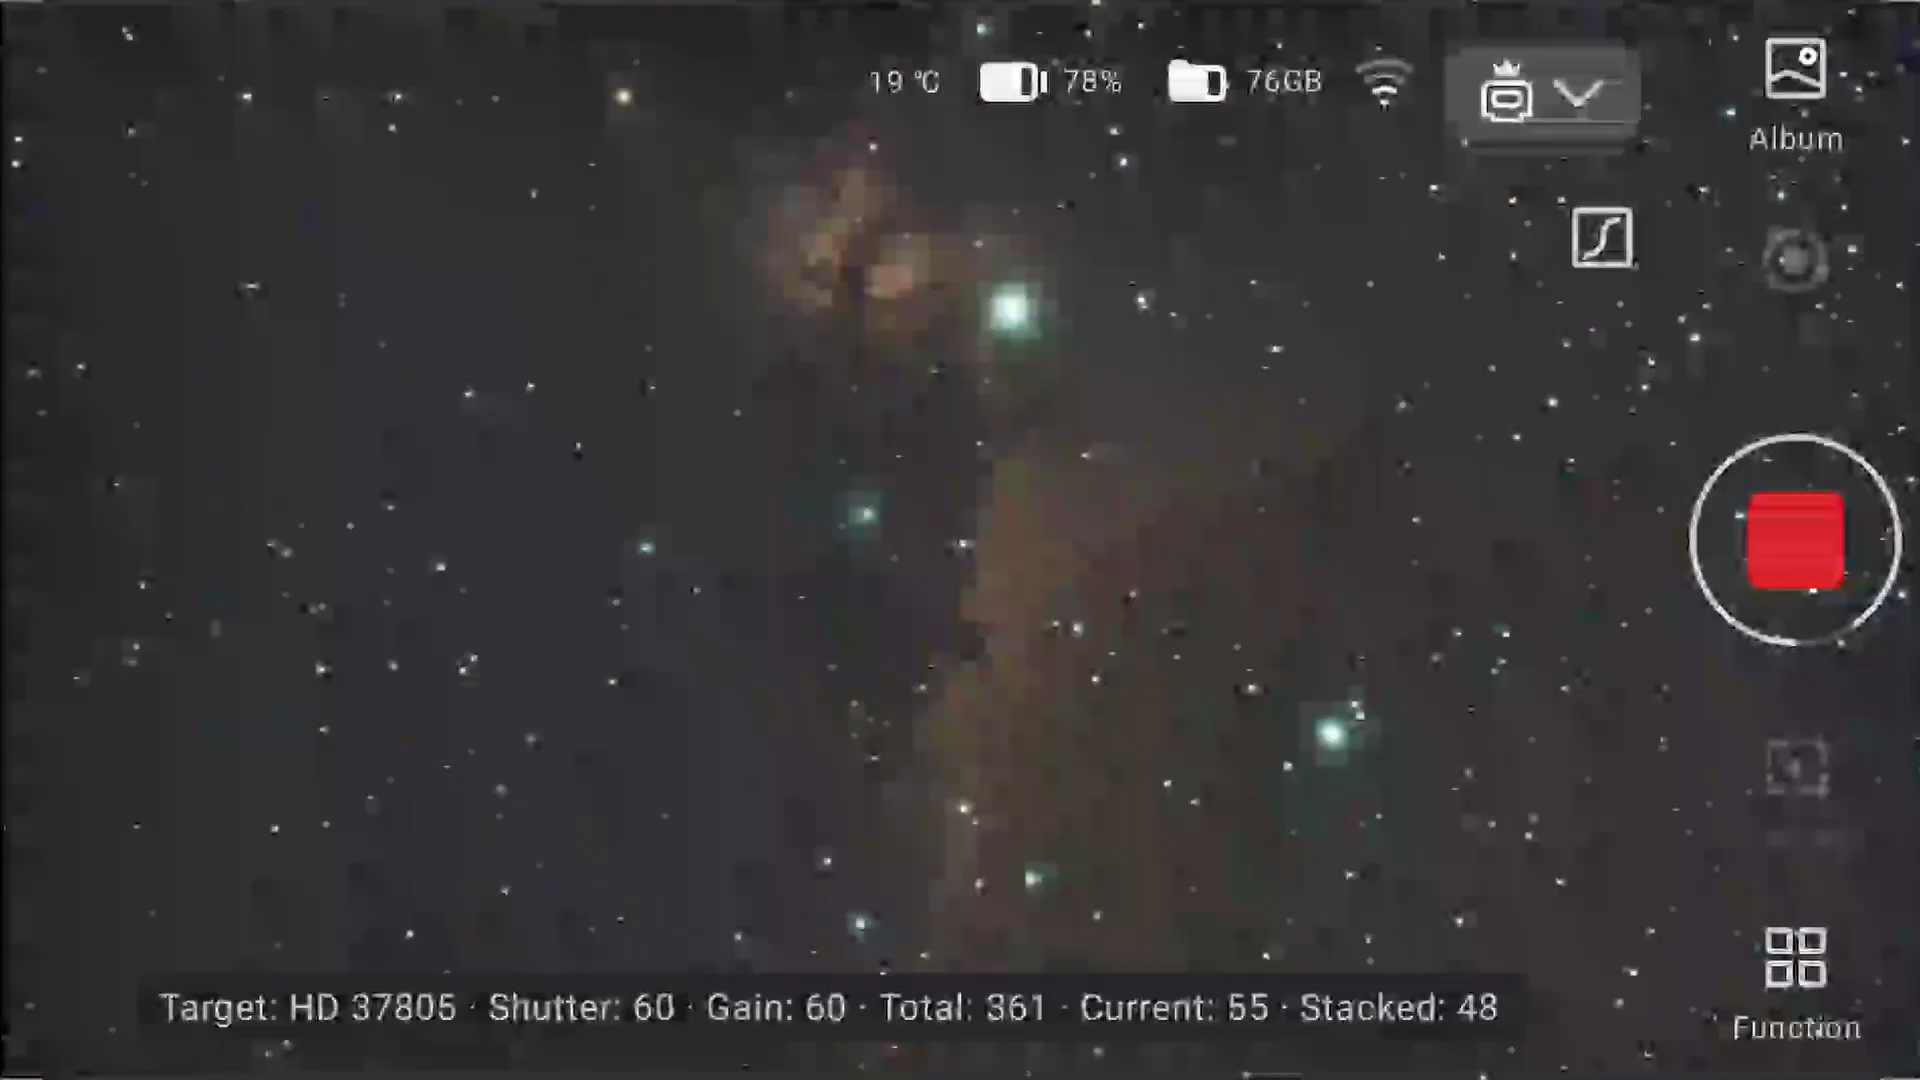 19 °C 78% 76GB
Album
Target: HD 37805 · Shutter: 60 · Gain: 60 · Total: 361 · Current: 55 · Stacked: 48
Function